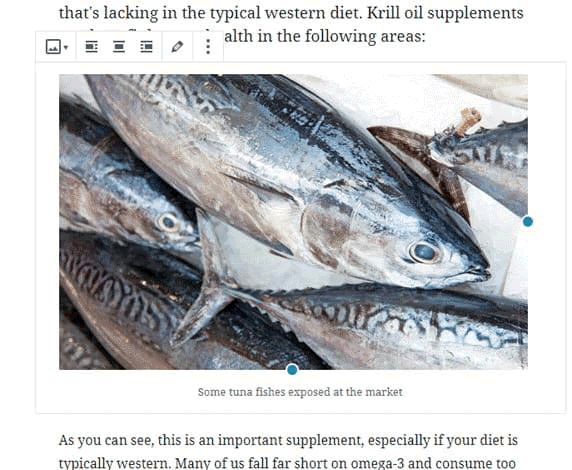 that's lacking in the typical western diet. Krill oil supplements
alth in the following areas:
Some tuna fishes exposed at the market
As you can see, this is an important supplement, especially if your diet is
typically western. Many of us fall far short on omega-3 and consume too